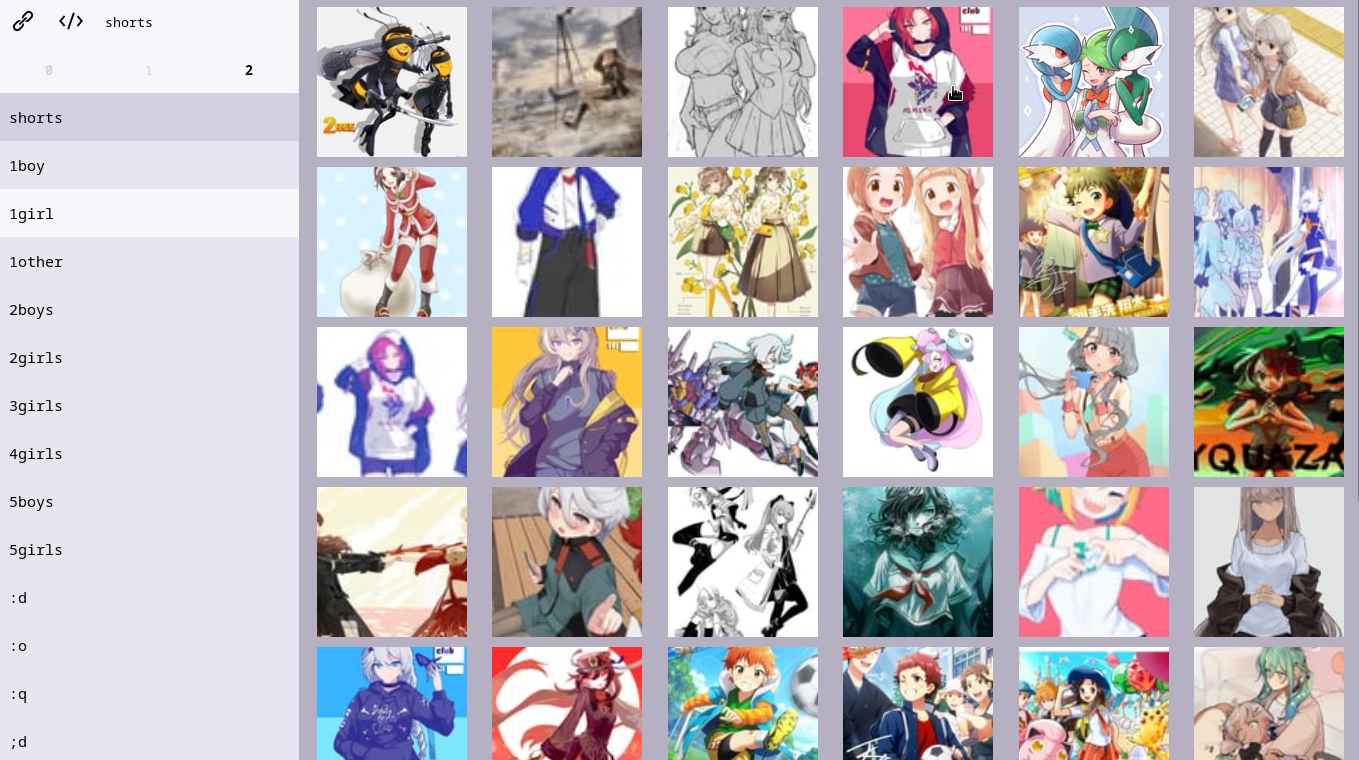 shorts
0 1 2
shorts
1boy
1girl
1other
2boys
2girls
3girls
4girls
5boys
5girls
:d
:o
:q
;d
club
YQUAZA
club